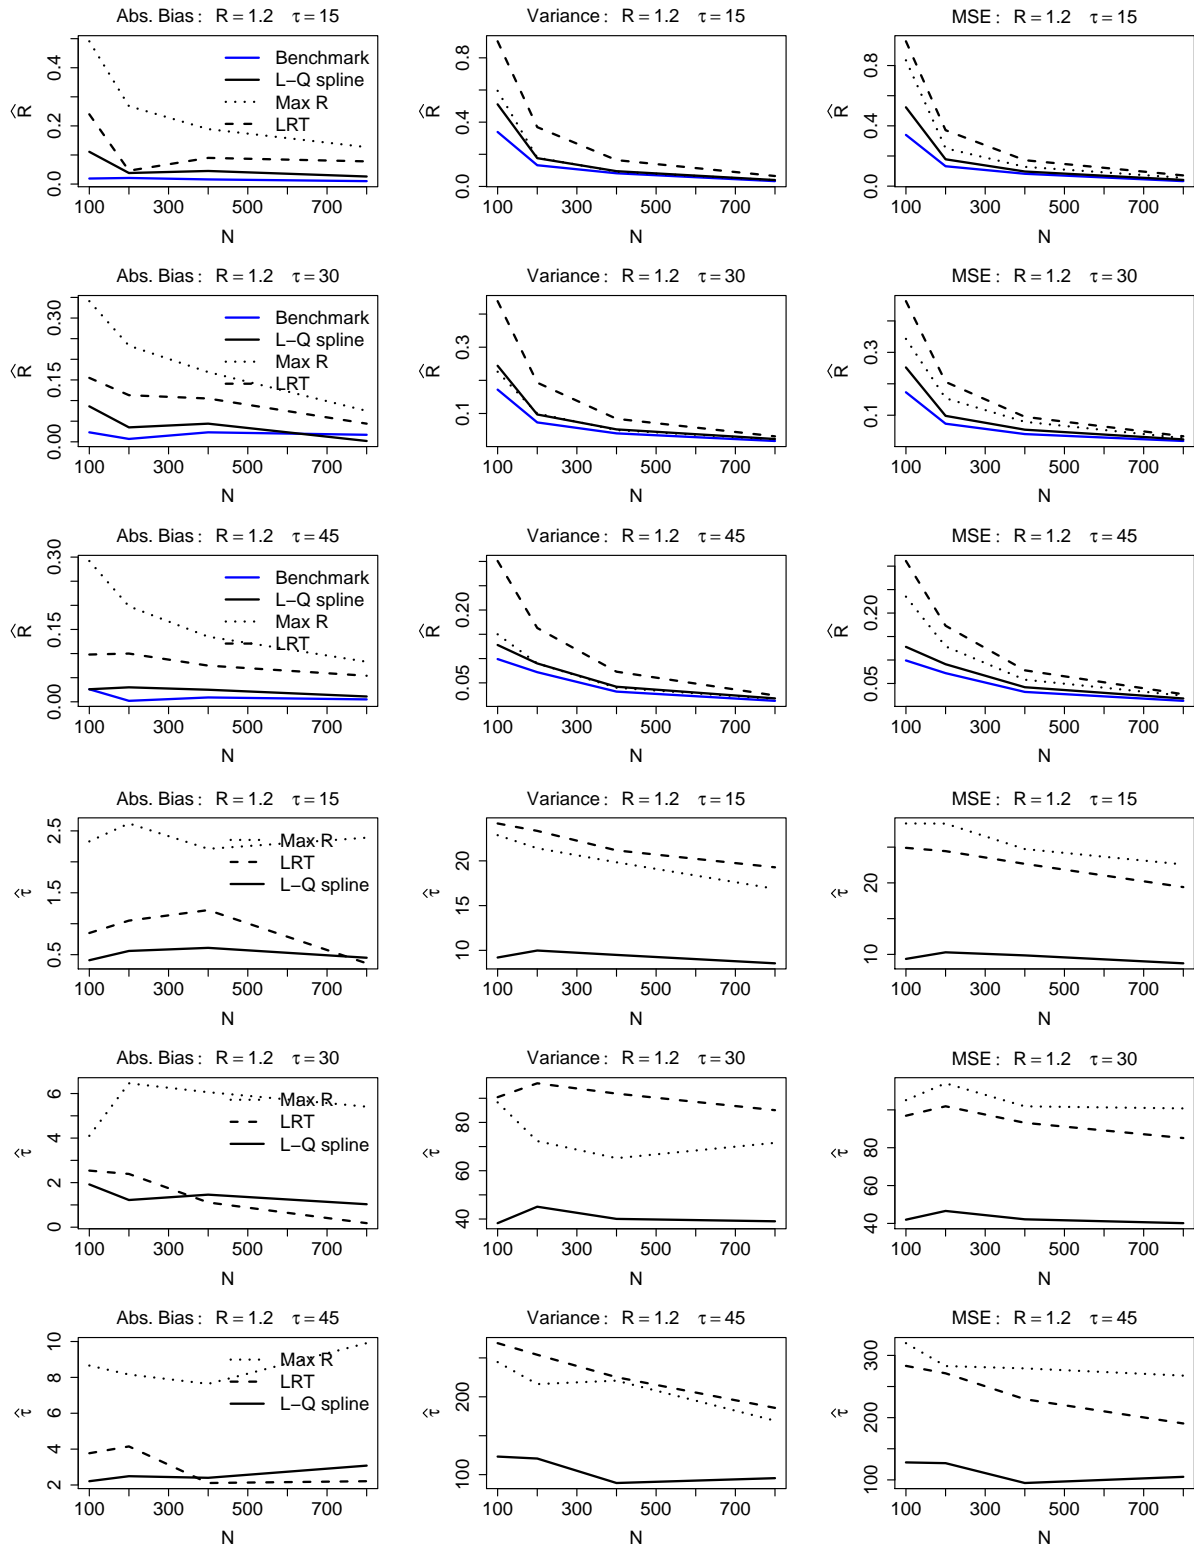 Abs. Bias : R = 1.2 τ = 15
Variance : R = 1.2 τ = 15
MSE : R = 1.2 τ = 15
R̂
0.0 0.2 0.4
Benchmark
L−Q spline
Max R
LRT
100 300 500 700
N
R̂
0.0 0.4 0.8
100 300 500 700
N
R̂
0.0 0.4 0.8
100 300 500 700
N
Abs. Bias : R = 1.2 τ = 30
Variance : R = 1.2 τ = 30
MSE : R = 1.2 τ = 30
R̂
0.00 0.15 0.30
Benchmark
L−Q spline
Max R
LRT
100 300 500 700
N
R̂
0.1 0.3
100 300 500 700
N
R̂
0.1 0.3
100 300 500 700
N
Abs. Bias : R = 1.2 τ = 45
Variance : R = 1.2 τ = 45
MSE : R = 1.2 τ = 45
R̂
0.00 0.15 0.30
Benchmark
L−Q spline
Max R
LRT
100 300 500 700
N
R̂
0.05 0.20
100 300 500 700
N
R̂
0.05 0.20
100 300 500 700
N
Abs. Bias : R = 1.2 τ = 15
Variance : R = 1.2 τ = 15
MSE : R = 1.2 τ = 15
τ̂
0.5 1.5 2.5
Max R
LRT
L−Q spline
100 300 500 700
N
τ̂
10 15 20
100 300 500 700
N
τ̂
10 20
100 300 500 700
N
Abs. Bias : R = 1.2 τ = 30
Variance : R = 1.2 τ = 30
MSE : R = 1.2 τ = 30
τ̂
0 2 4 6
Max R
LRT
L−Q spline
100 300 500 700
N
τ̂
40 60 80
100 300 500 700
N
τ̂
40 60 80
100 300 500 700
N
Abs. Bias : R = 1.2 τ = 45
Variance : R = 1.2 τ = 45
MSE : R = 1.2 τ = 45
τ̂
2 4 6 8 10
Max R
LRT
L−Q spline
100 300 500 700
N
τ̂
100 200
100 300 500 700
N
τ̂
100 200 300
100 300 500 700
N